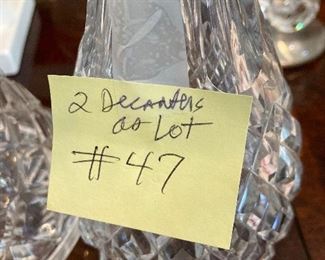 2 Decanters
as Lot
#47